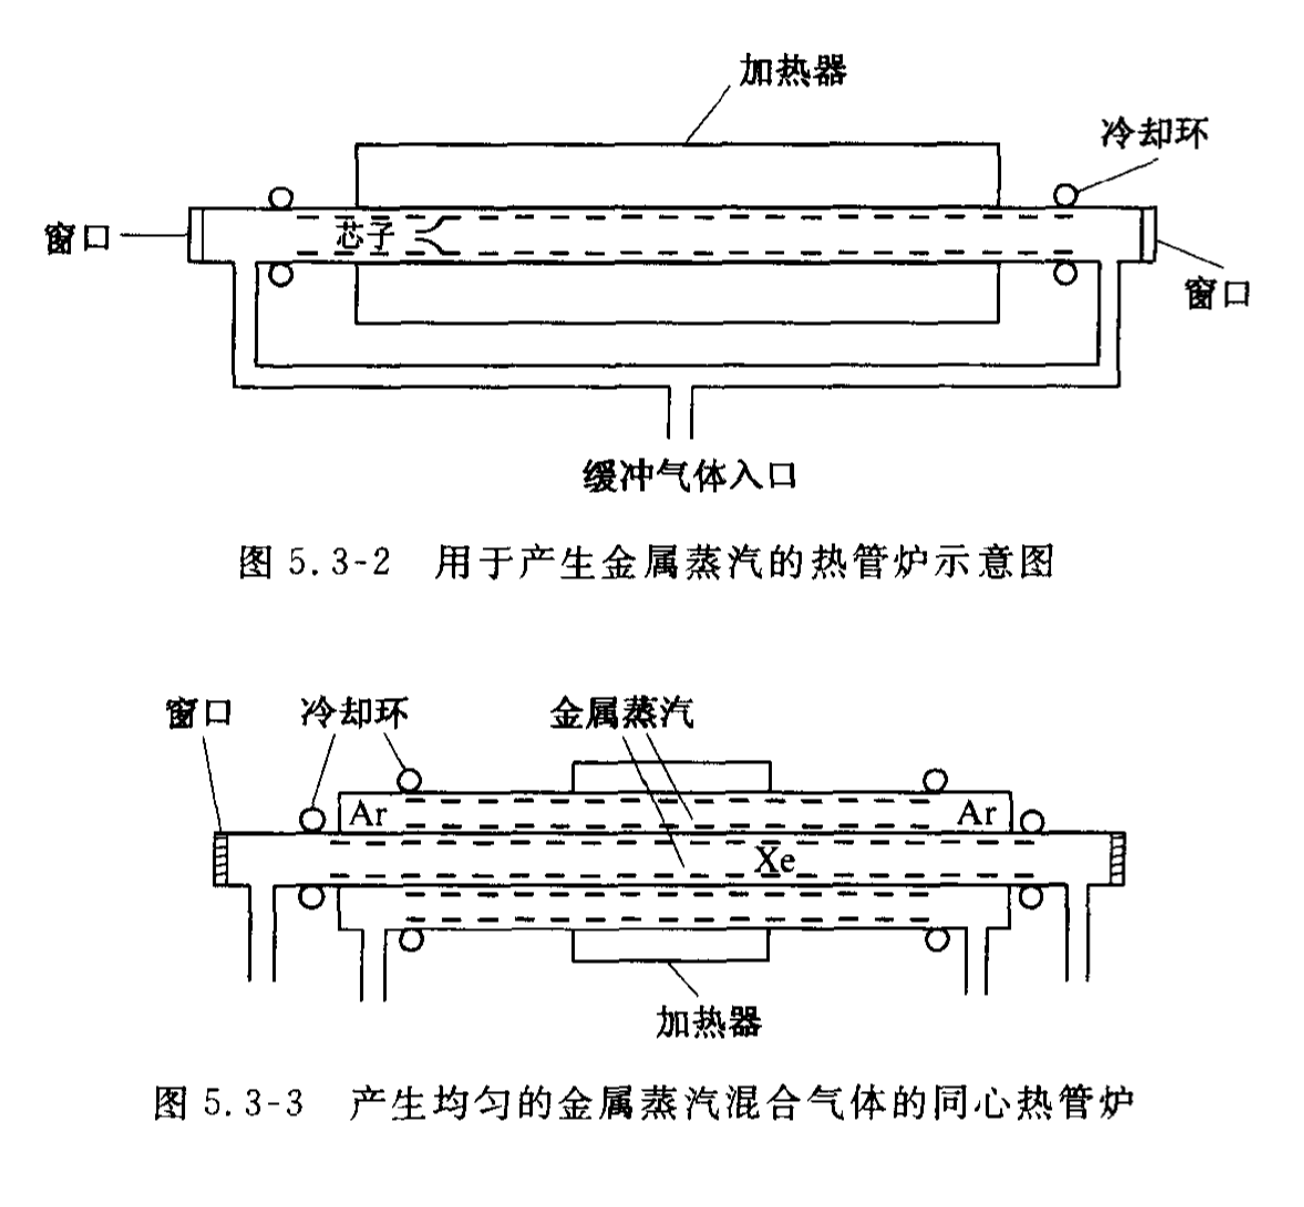 加热器
冷却环
窗口
芯子
窗口
缓冲气体入口
图 5.3-2 用于产生金属蒸汽的热管炉示意图
窗口 冷却环 金属蒸汽
Ar Ar
Xe
加热器
图 5.3-3 产生均匀的金属蒸汽混合气体的同心热管炉